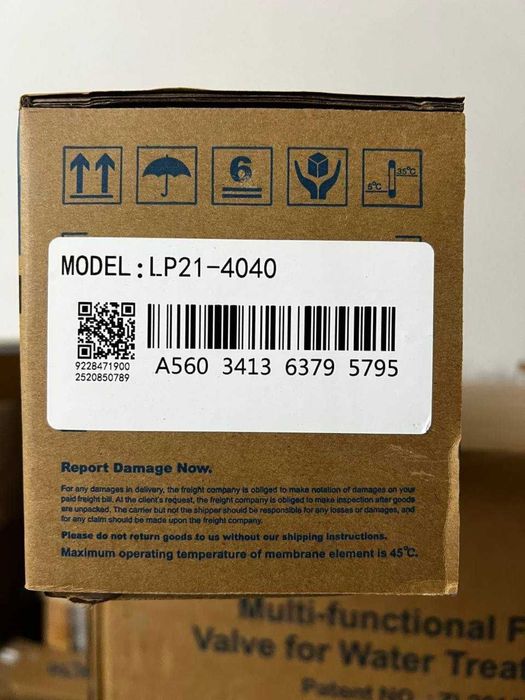 6
35℃
5℃
MODEL:LP21-4040
9228471900
2520850789
A560 3413 6379 5795
Report Damage Now.
For any damages in delivery, the freight company is obliged to make notation of damages on your
paid freight bill. At the client's request, the freight company is obliged to make inspection after goods
are unpacked. The carrier but not the shipper should be responsible for any losses or damages, and
for any claim should be made upon the freight company.
Please do not return goods to us without our shipping instructions.
Maximum operating temperature of membrane element is 45℃.
Multi-functional F
Valve for Water Trea
Patent NO